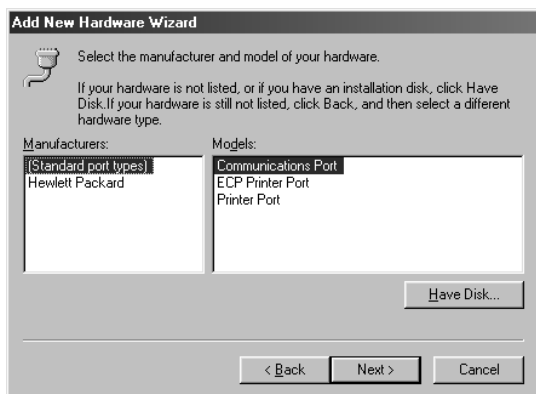 Add New Hardware Wizard
Select the manufacturer and model of your hardware.
If your hardware is not listed, or if you have an installation disk, click Have
Disk.If your hardware is still not listed, click Back, and then select a different
hardware type.
Manufacturers:
(Standard port types)
Hewlett Packard
Models:
Communications Port
ECP Printer Port
Printer Port
Have Disk...
< Back
Next >
Cancel